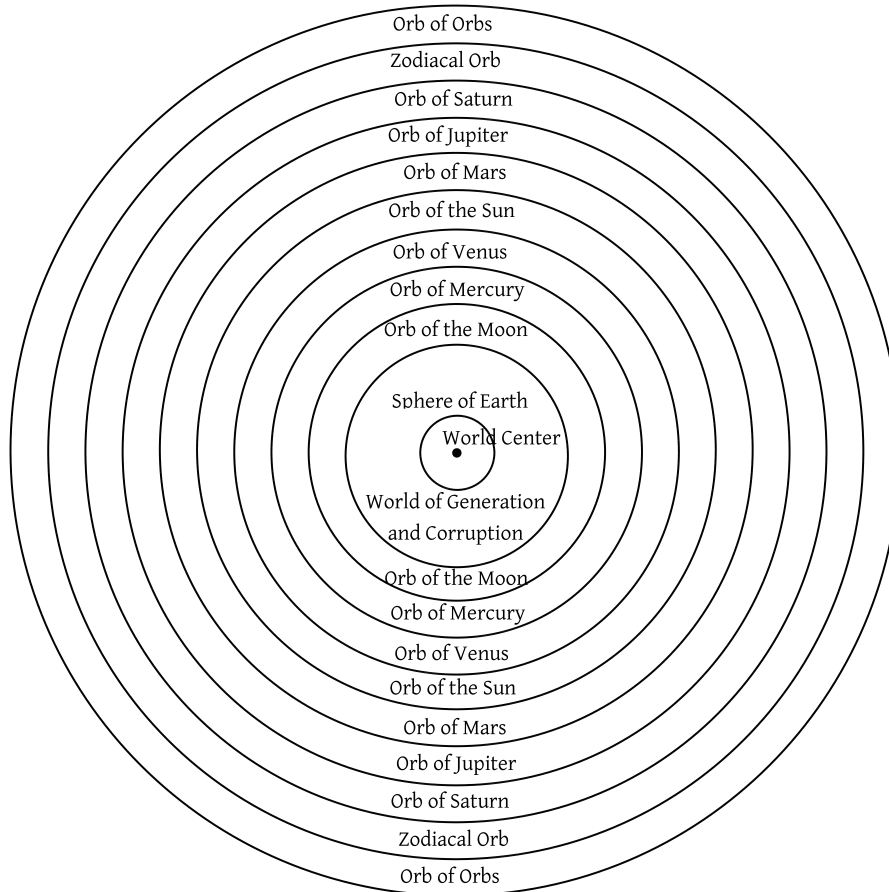 Orb of Orbs
Zodiacal Orb
Orb of Saturn
Orb of Jupiter
Orb of Mars
Orb of the Sun
Orb of Venus
Orb of Mercury
Orb of the Moon
Sphere of Earth
World Center
World of Generation
and Corruption
Orb of the Moon
Orb of Mercury
Orb of Venus
Orb of the Sun
Orb of Mars
Orb of Jupiter
Orb of Saturn
Zodiacal Orb
Orb of Orbs